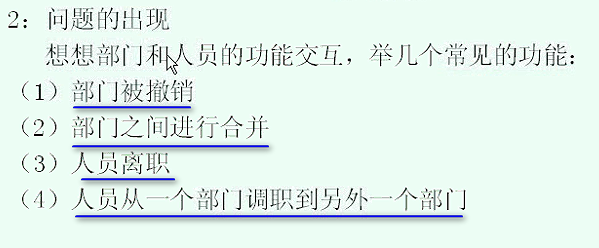 2：问题的出现
想想部门和人员的功能交互，举几个常见的功能：
（1）部门被撤销
（2）部门之间进行合并
（3）人员离职
（4）人员从一个部门调职到另外一个部门